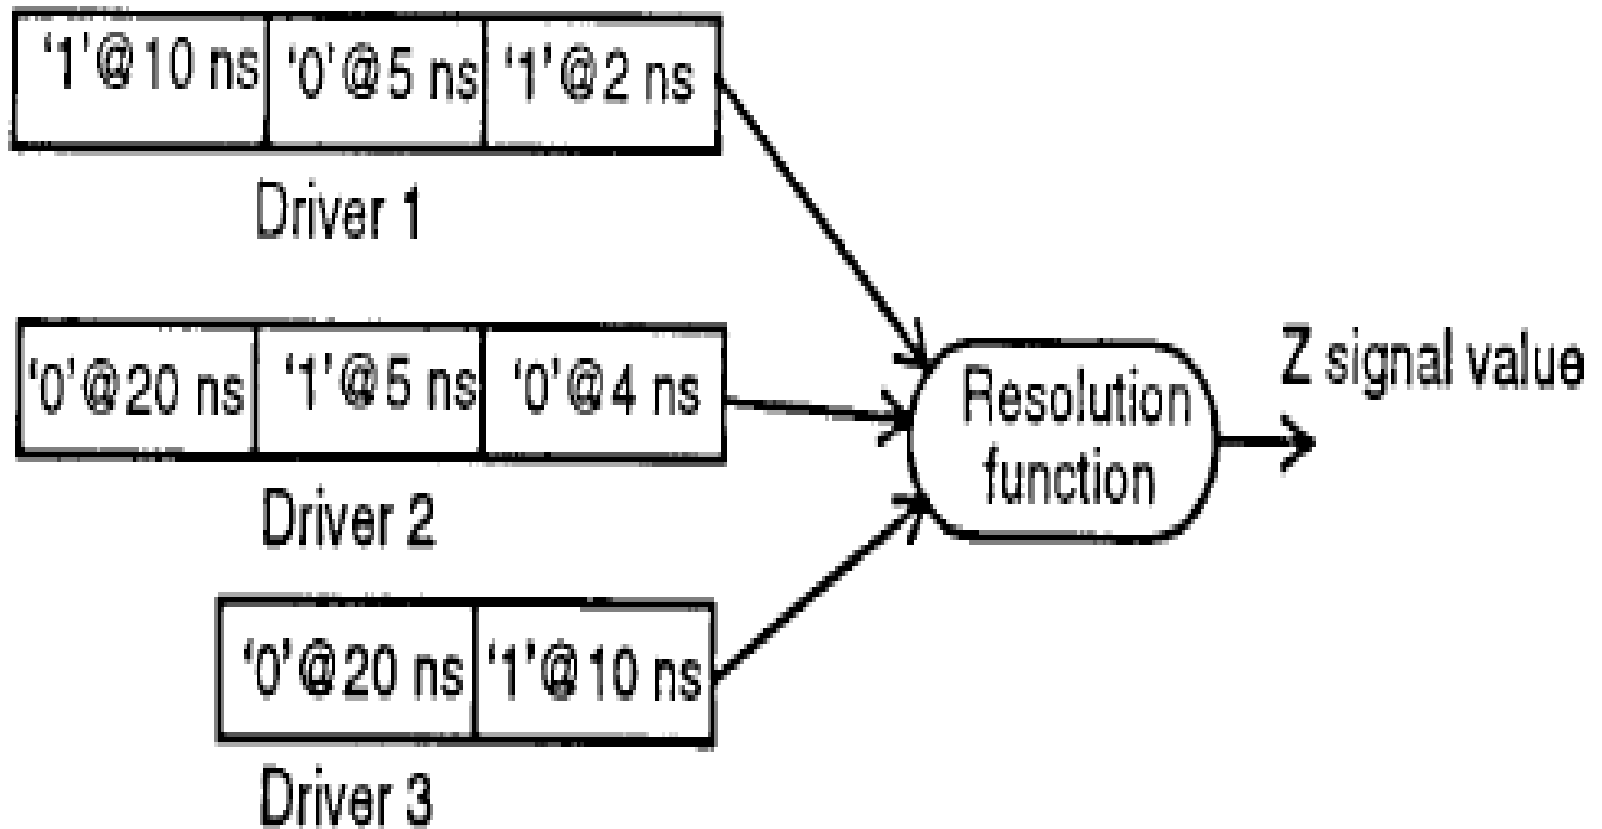 ‘1’@10 ns ‘0’@5 ns ‘1’@2 ns
Driver 1
‘0’@20 ns ‘1’@5 ns ‘0’@4 ns
Driver 2
‘0’@20 ns ‘1’@10 ns
Driver 3
Resolution
function
Z signal value